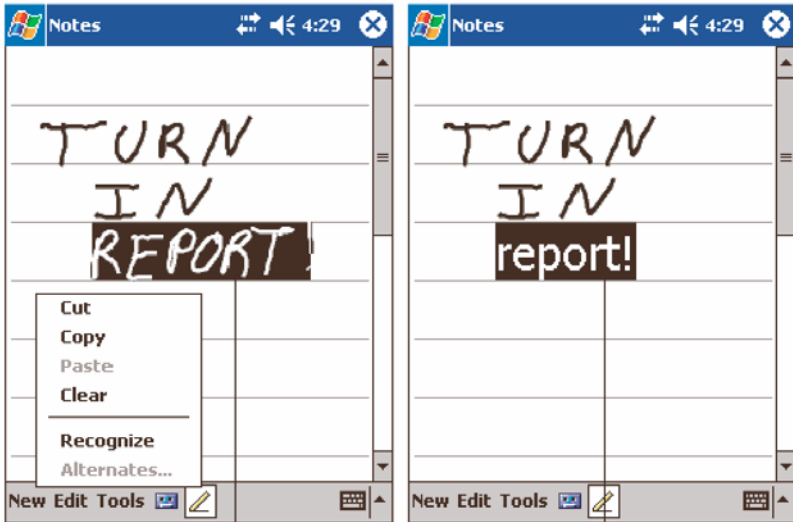 Notes 4:29
TURN
IN
REPORT!
Cut
Copy
Paste
Clear
Recognize
Alternates...
New Edit Tools
Notes 4:29
TURN
IN
report!
New Edit Tools